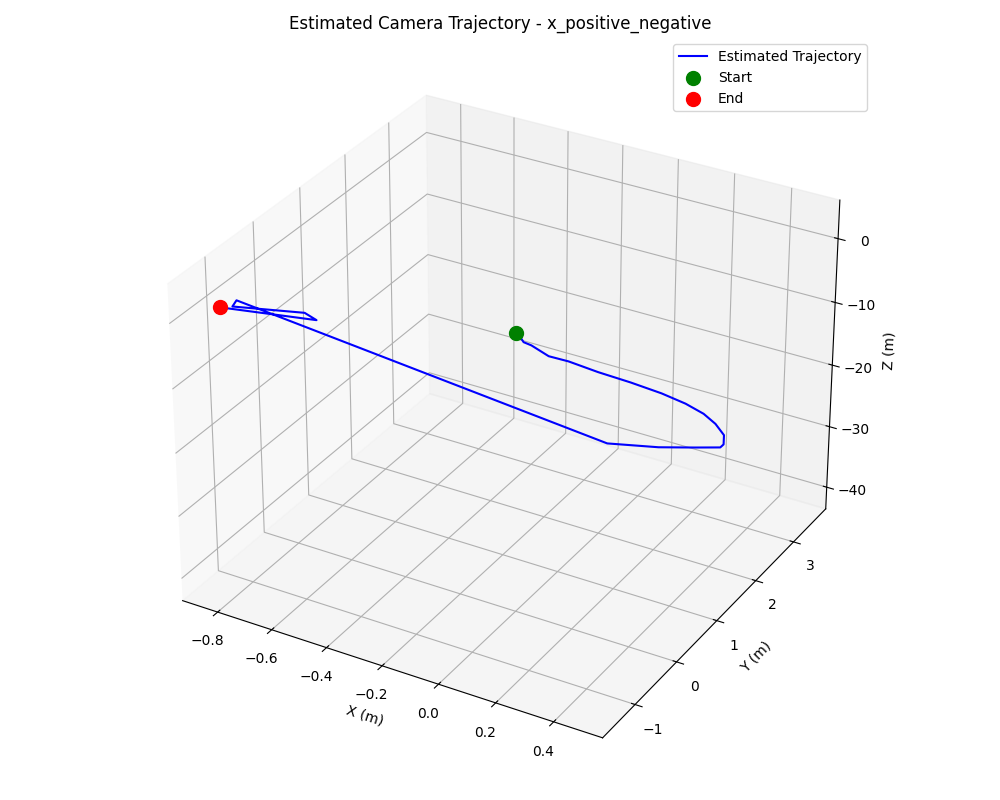 Estimated Camera Trajectory - x_positive_negative
Estimated Trajectory
Start
End
0
−10
−20
−30
−40
Z (m)
3
2
1
0
−1
Y (m)
−0.8
−0.6
−0.4
−0.2
0.0
0.2
0.4
X (m)